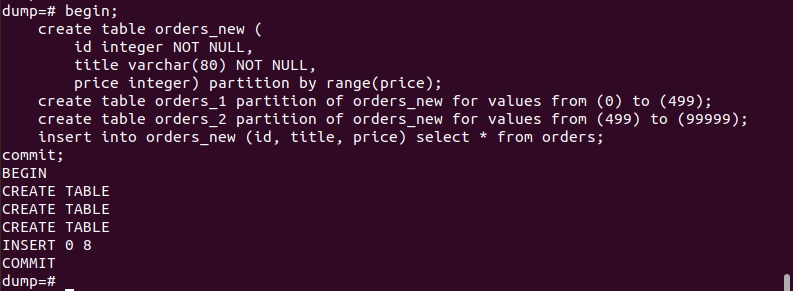 dump=# begin;
    create table orders_new (
        id integer NOT NULL,
        title varchar(80) NOT NULL,
        price integer) partition by range(price);
    create table orders_1 partition of orders_new for values from (0) to (499);
    create table orders_2 partition of orders_new for values from (499) to (99999);
    insert into orders_new (id, title, price) select * from orders;
commit;
BEGIN
CREATE TABLE
CREATE TABLE
CREATE TABLE
INSERT 0 8
COMMIT
dump=#